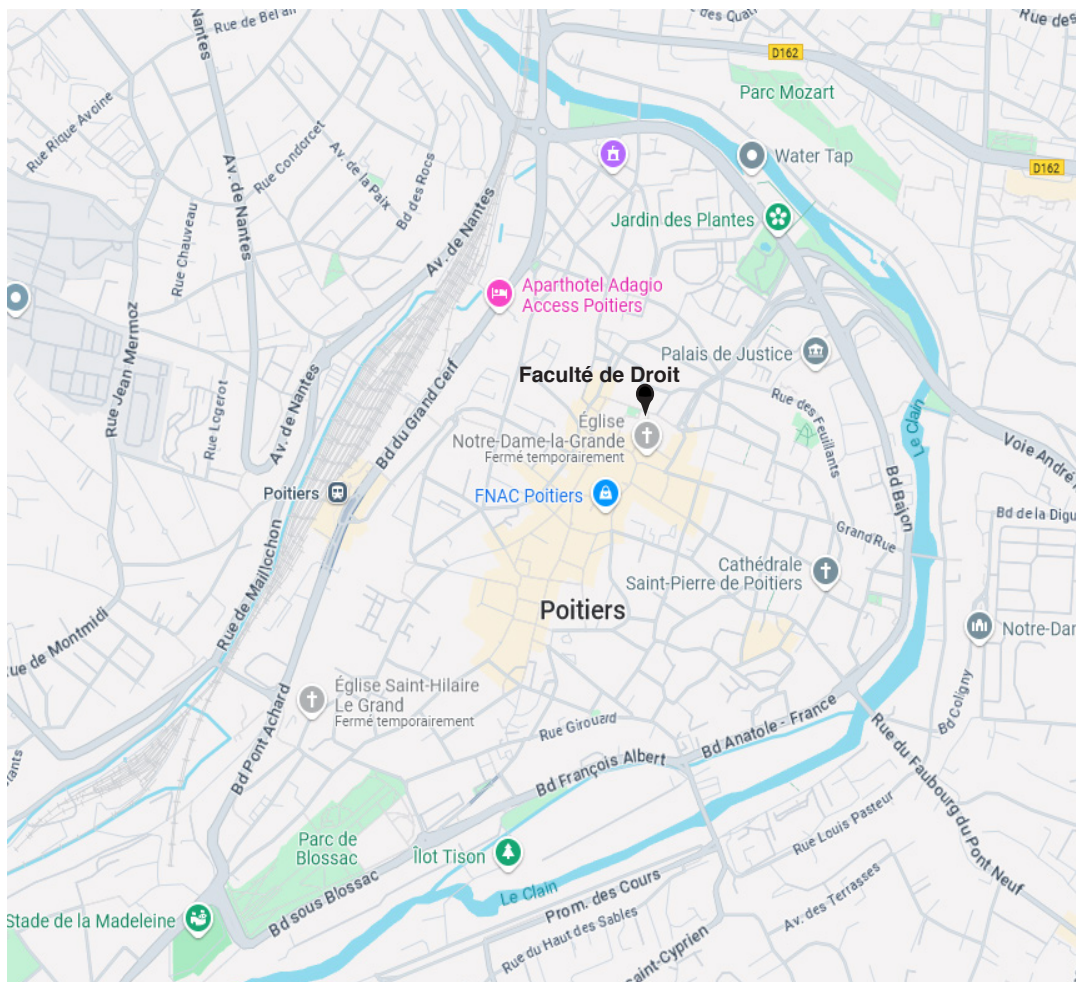 Rue de Bel air
Nantes
Rue des
D162
Parc Mozart
Rue Rique Avoine
Av. de Nantes
Rue Condorcet
Av. de la Paix
Bd des Rocs
Water Tap
D162
Rue Chauveau
Av. de Nantes
Jardin des Plantes
Aparthotel Adagio
Access Poitiers
Rue Jean Mermoz
Palais de Justice
Faculté de Droit
Rue Logerot
Av. de Nantes
Bd du Grand Cerf
Église
Notre-Dame-la-Grande
Fermé temporairement
Rue des Feuillants
Le Clain
Voie André
Poitiers
FNAC Poitiers
Bd Bajon
Bd de la Digu
Grand Rue
Rue de Maillochon
Cathédrale
Saint-Pierre de Poitiers
Poitiers
Notre-Dar
Rue de Montmidi
Église Saint-Hilaire
Le Grand
Fermé temporairement
Bd Pont Achard
Rue Girouard
Bd Coligny
Bd Anatole - France
Bd François Albert
Rue du Faubourg du Pont Neuf
Rue Louis Pasteur
Parc de
Blossac
Îlot Tison
Le Clain
Prom. des Cours
Av. des Terrasses
Bd sous Blossac
Stade de la Madeleine
Rue du Haut des Sables
aint-Cyprien